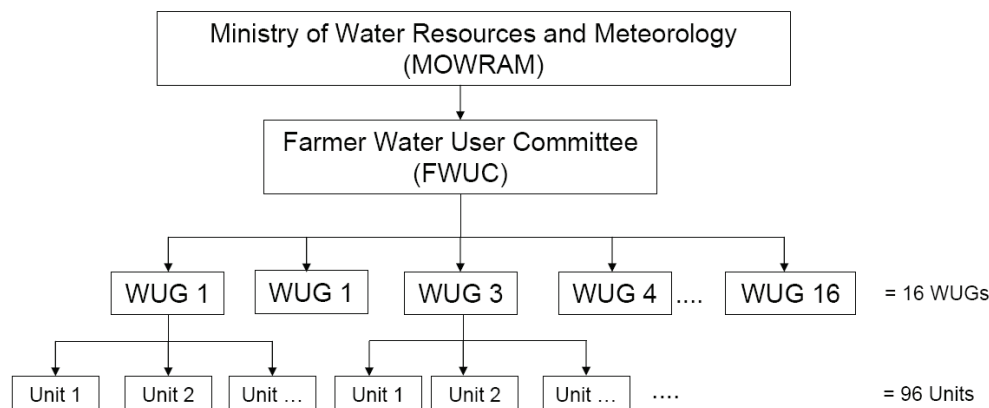 Ministry of Water Resources and Meteorology
(MOWRAM)
Farmer Water User Committee
(FWUC)
WUG 1 WUG 1 WUG 3 WUG 4 .... WUG 16 = 16 WUGs
Unit 1 Unit 2 Unit ... Unit 1 Unit 2 Unit ... .... = 96 Units